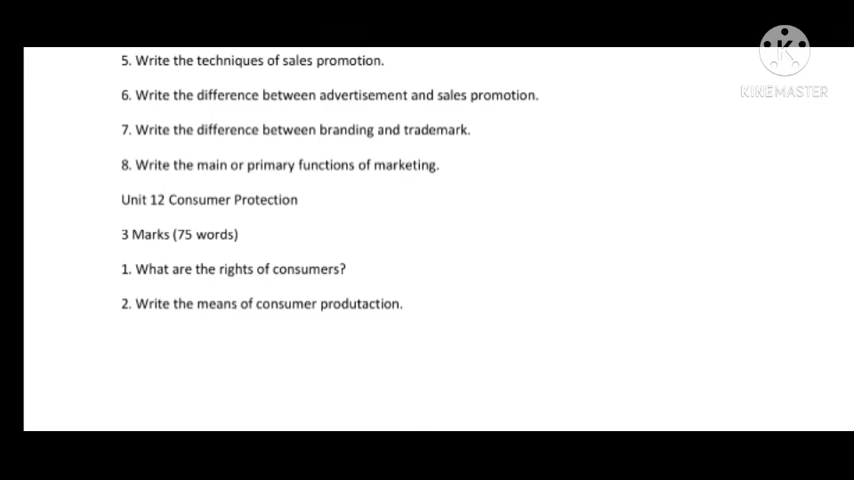 5. Write the techniques of sales promotion.
KINEMASTER
6. Write the difference between advertisement and sales promotion.
7. Write the difference between branding and trademark.
8. Write the main or primary functions of marketing.
Unit 12 Consumer Protection
3 Marks (75 words)
1. What are the rights of consumers?
2. Write the means of consumer produtaction.